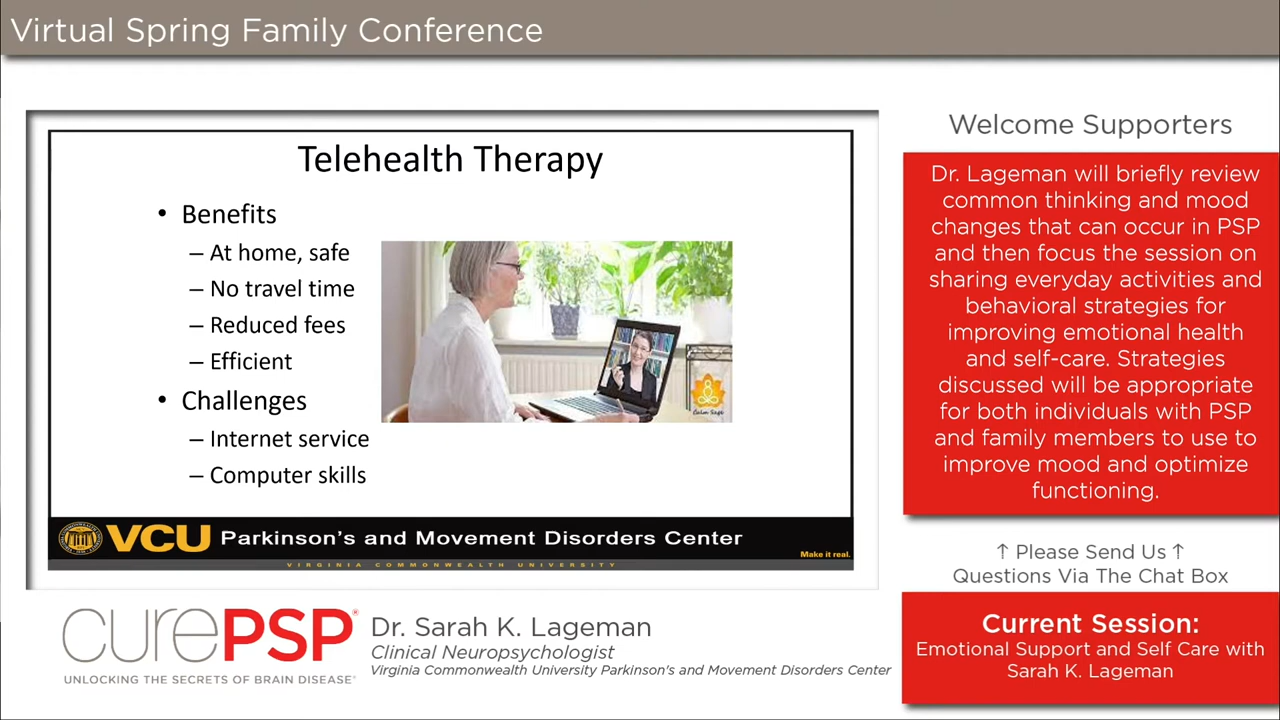 Virtual Spring Family Conference
Telehealth Therapy
• Benefits
– At home, safe
– No travel time
– Reduced fees
– Efficient
• Challenges
– Internet service
– Computer skills
Calm Sage
VCU Parkinson's and Movement Disorders Center
Make it real.
VIRGINIA COMMONWEALTH UNIVERSITY
Welcome Supporters
Dr. Lageman will briefly review
common thinking and mood
changes that can occur in PSP
and then focus the session on
sharing everyday activities and
behavioral strategies for
improving emotional health
and self-care. Strategies
discussed will be appropriate
for both individuals with PSP
and family members to use to
improve mood and optimize
functioning.
↑ Please Send Us ↑
Questions Via The Chat Box
Current Session:
Emotional Support and Self Care with
Sarah K. Lageman
curePSP®
UNLOCKING THE SECRETS OF BRAIN DISEASE®
Dr. Sarah K. Lageman
Clinical Neuropsychologist
Virginia Commonwealth University Parkinson's and Movement Disorders Center